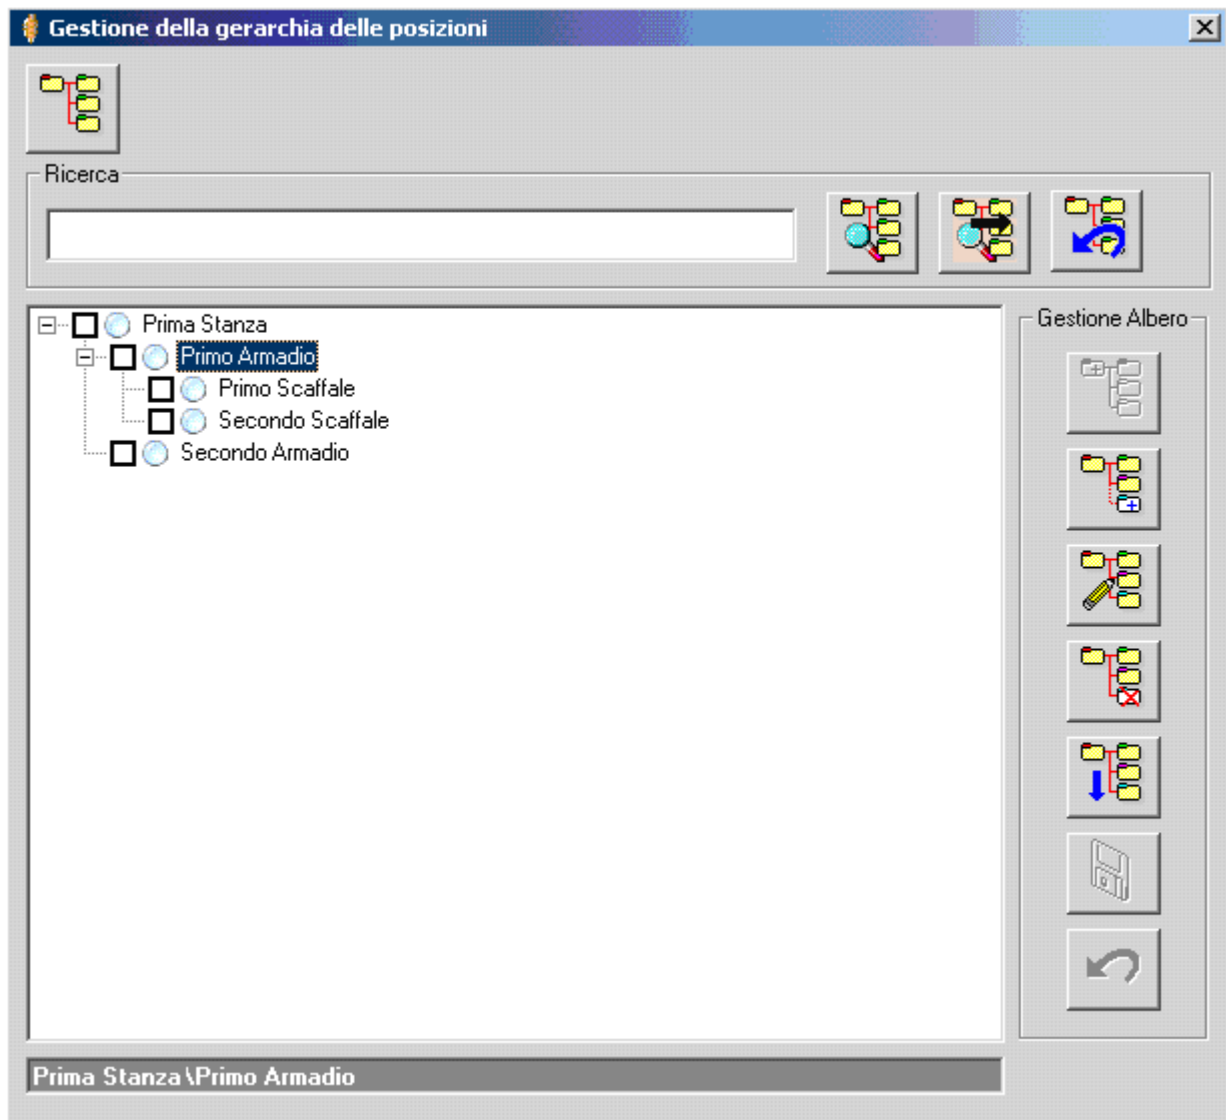 Gestione della gerarchia delle posizioni
Ricerca
Prima Stanza
Primo Armadio
Primo Scaffale
Secondo Scaffale
Secondo Armadio
Gestione Albero
Prima Stanza\Primo Armadio